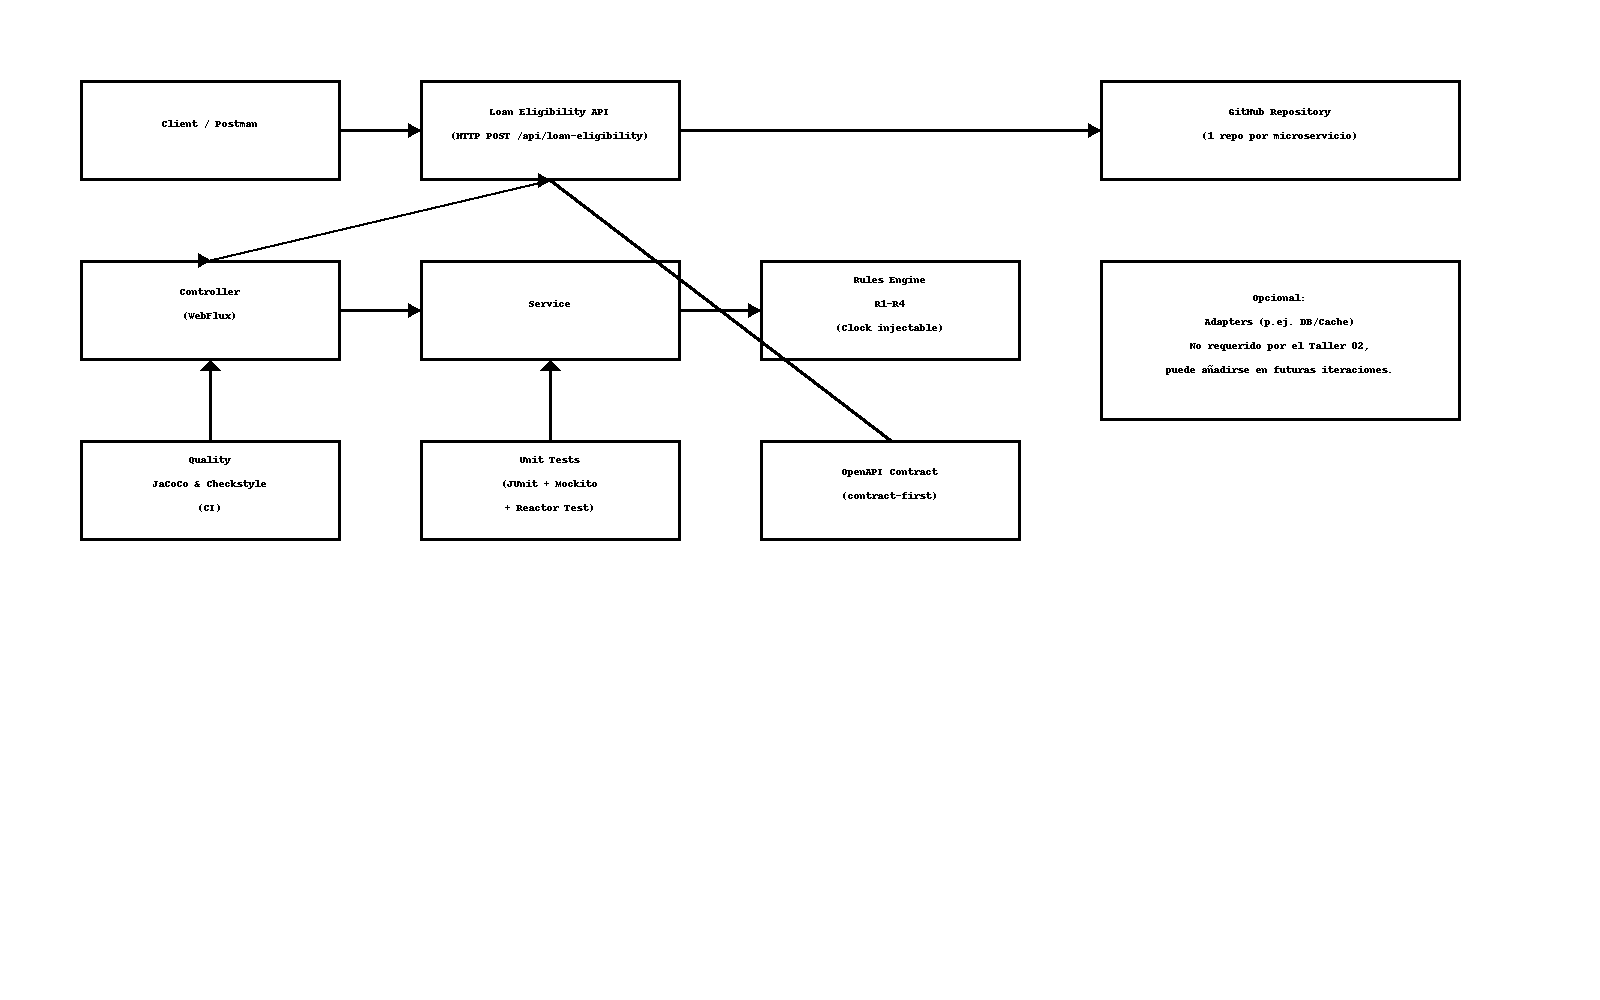 Client / Postman
Loan Eligibility API
(HTTP POST /api/loan-eligibility)
GitHub Repository
(1 repo por microservicio)
Controller
(WebFlux)
Service
Rules Engine
R1-R4
(Clock injectable)
Opcional:
Adapters (p.ej. DB/Cache)
No requerido por el Taller 02,
puede añadirse en futuras iteraciones.
Quality
JaCoCo & Checkstyle
(CI)
Unit Tests
(JUnit + Mockito
+ Reactor Test)
OpenAPI Contract
(contract-first)